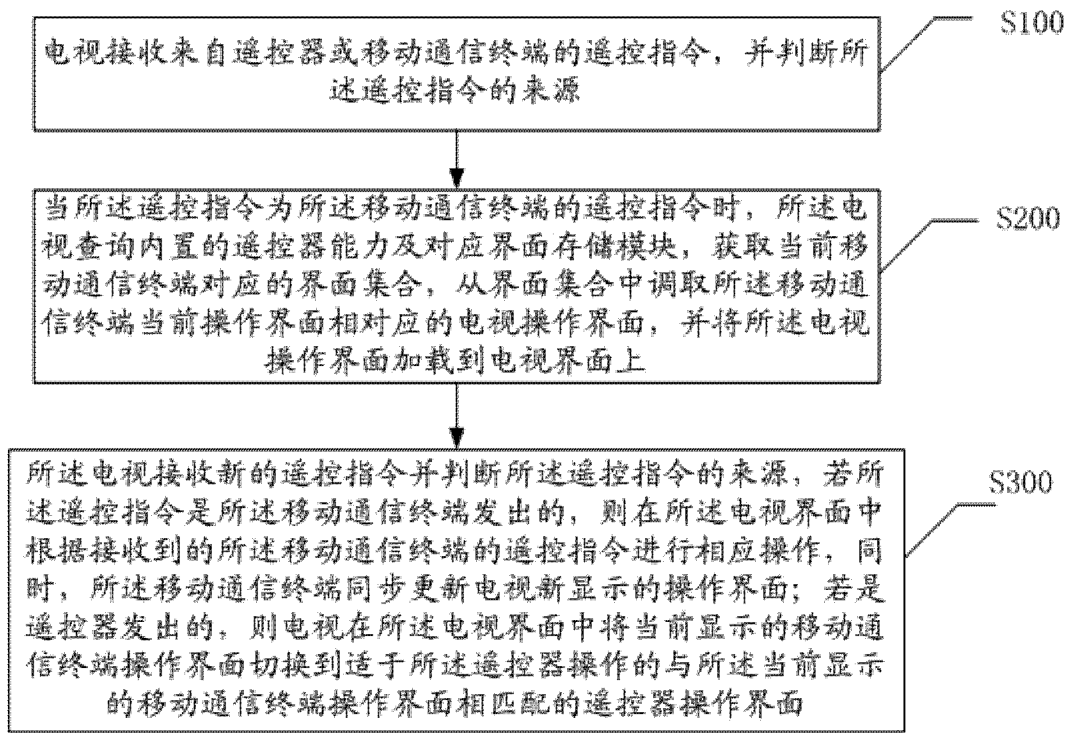 电视接收来自遥控器或移动通信终端的遥控指令，并判断所
述遥控指令的来源
S100
当所述遥控指令为所述移动通信终端的遥控指令时，所述电
视查询内置的遥控器能力及对应界面存储模块，获取当前移
动通信终端对应的界面集合，从界面集合中调取所述移动通
信终端当前操作界面相对应的电视操作界面，并将所述电视
操作界面加载到电视界面上
S200
所述电视接收新的遥控指令并判断所述遥控指令的来源，若所
述遥控指令是所述移动通信终端发出的，则在所述电视界面中
根据接收到的所述移动通信终端的遥控指令进行相应操作，同
时，所述移动通信终端同步更新电视新显示的操作界面；若是
遥控器发出的，则电视在所述电视界面中将当前显示的移动通
信终端操作界面切换到适于所述遥控器操作的与所述当前显示
的移动通信终端操作界面相匹配的遥控器操作界面
S300